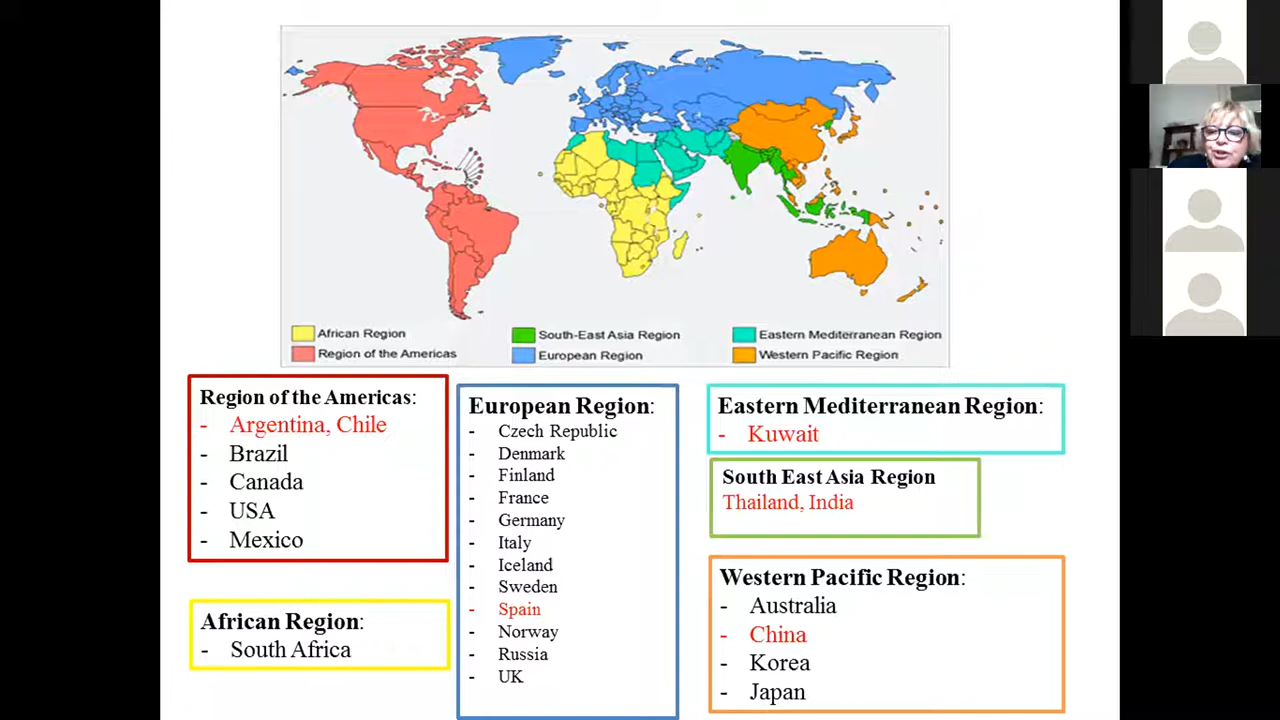 African Region
Region of the Americas
South-East Asia Region
European Region
Eastern Mediterranean Region
Western Pacific Region
Region of the Americas:
- Argentina, Chile
- Brazil
- Canada
- USA
- Mexico
African Region:
- South Africa
European Region:
- Czech Republic
- Denmark
- Finland
- France
- Germany
- Italy
- Iceland
- Sweden
- Spain
- Norway
- Russia
- UK
Eastern Mediterranean Region:
- Kuwait
South East Asia Region
Thailand, India
Western Pacific Region:
- Australia
- China
- Korea
- Japan